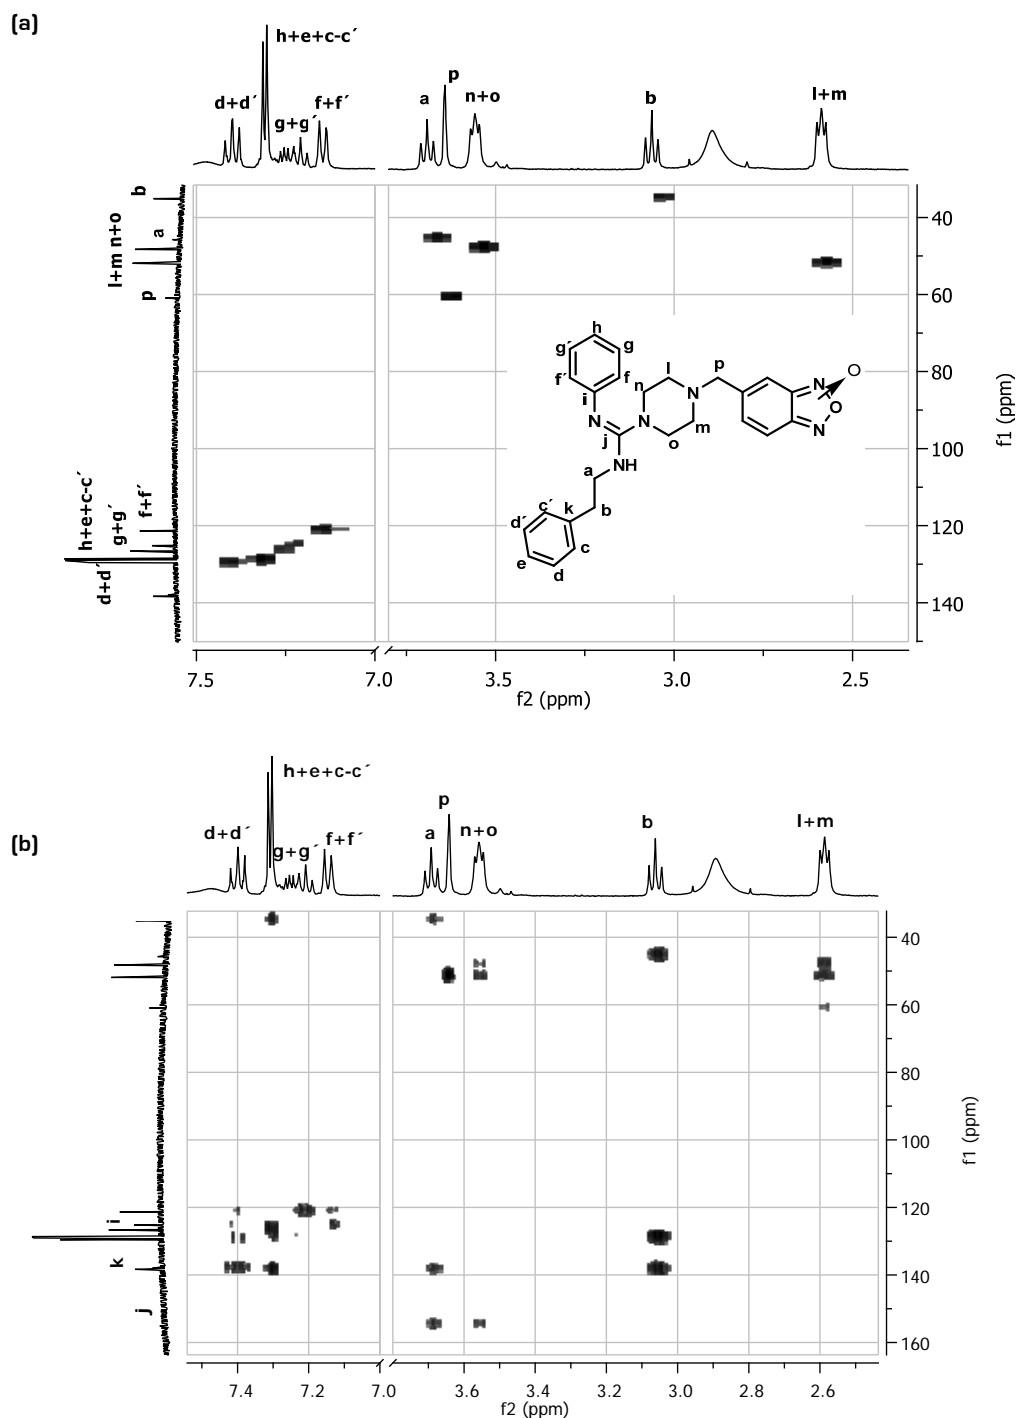 (a)
h+e+c-c´
d+d´
g+g´
f+f´
a
p
n+o
b
l+m
b
a
l+m n+o
p
h+e+c-c´
g+g´
f+f´
d+d´
40
60
80
100
120
140
f1 (ppm)
h
g´
g
f´
f
i
N
j
n
l
N
N
m
o
p
N
O
O
N
NH
a
b
k
c´
d´
c
e
d
7.5
7.0
3.5
3.0
2.5
f2 (ppm)
(b)
h+e+c-c´
d+d´
g+g´
f+f´
a
p
n+o
b
l+m
i
k
j
40
60
80
100
120
140
160
f1 (ppm)
7.4
7.2
7.0
3.6
3.4
3.2
3.0
2.8
2.6
f2 (ppm)